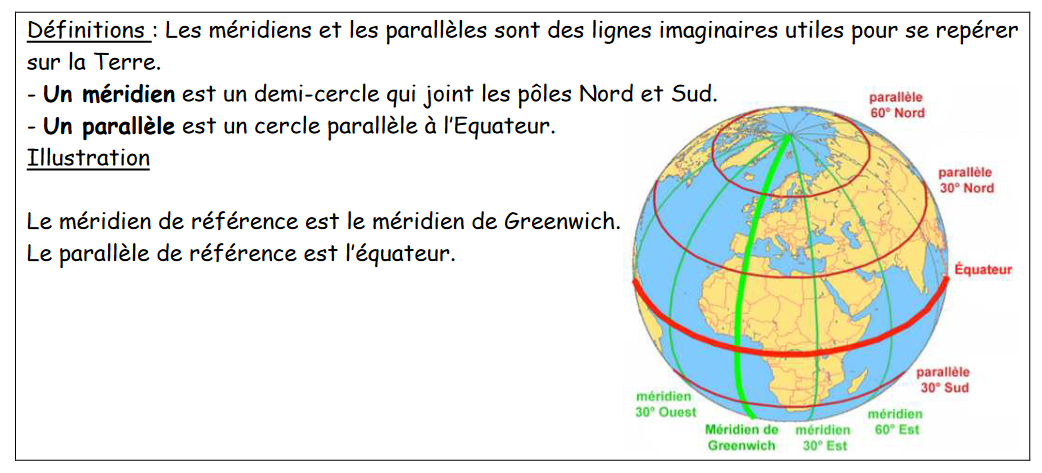 Définitions : Les méridiens et les parallèles sont des lignes imaginaires utiles pour se repérer
sur la Terre.
- Un méridien est un demi-cercle qui joint les pôles Nord et Sud.
- Un parallèle est un cercle parallèle à l'Equateur.
Illustration
Le méridien de référence est le méridien de Greenwich.
Le parallèle de référence est l'équateur.
parallèle
60° Nord
parallèle
30° Nord
Équateur
parallèle
30° Sud
méridien
30° Ouest
Méridien de
Greenwich
méridien
30° Est
méridien
60° Est